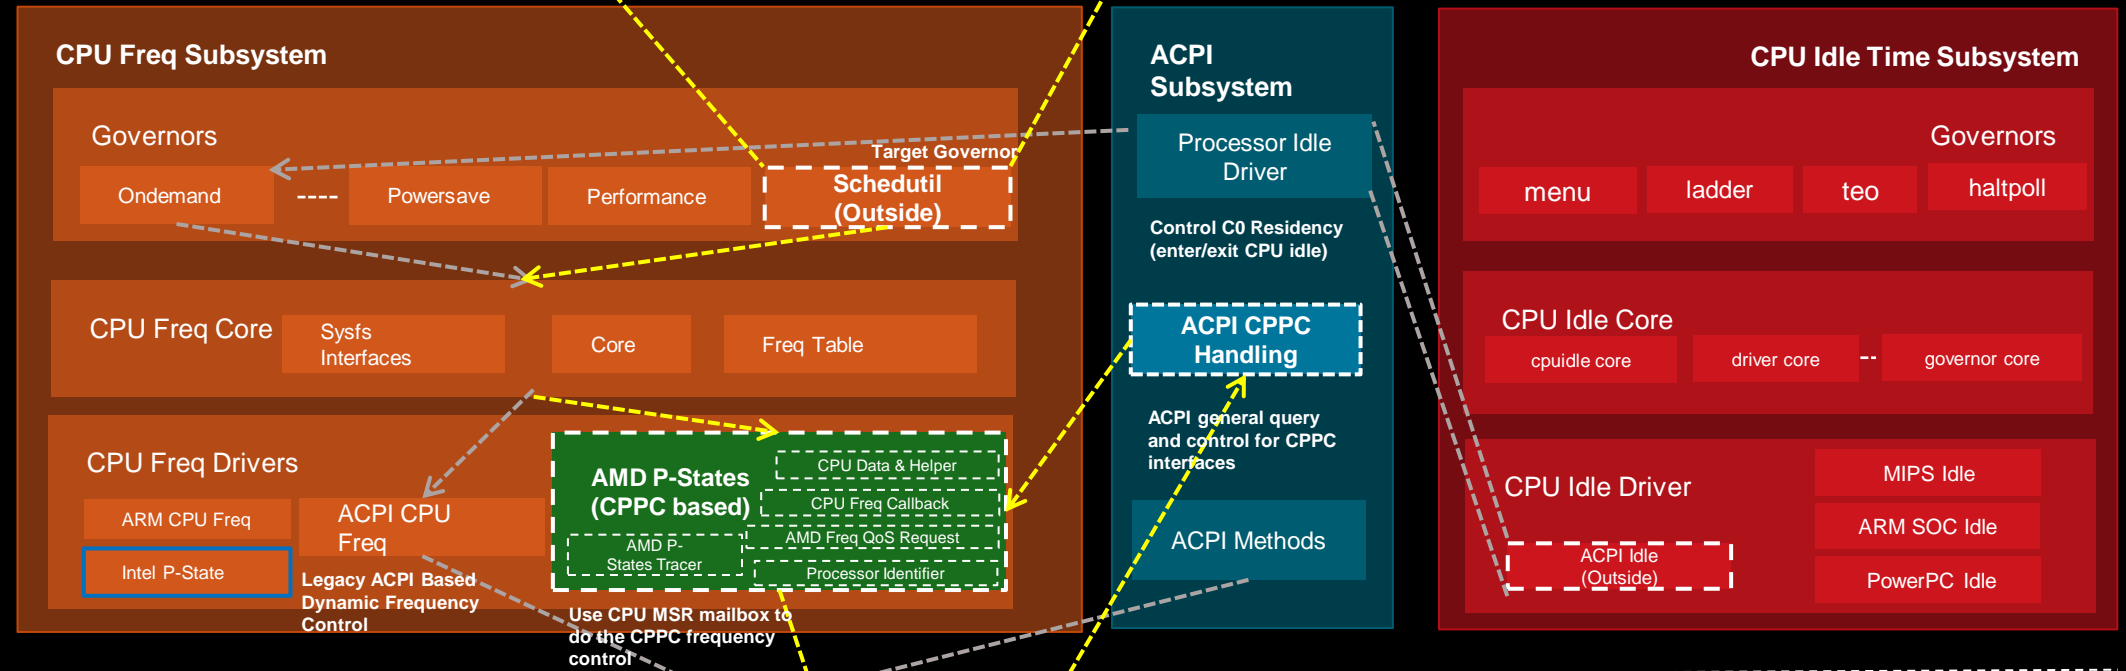 CPU Freq Subsystem
Governors
Target Governor
Ondemand
Powersave
Performance
Schedutil
(Outside)
CPU Freq Core
Sysfs
Interfaces
Core
Freq Table
CPU Freq Drivers
ARM CPU Freq
Intel P-State
ACPI CPU
Freq
Legacy ACPI Based
Dynamic Frequency
Control
AMD P-States
(CPPC based)
CPU Data & Helper
CPU Freq Callback
AMD Freq QoS Request
AMD P-
States Tracer
Processor Identifier
Use CPU MSR mailbox to
do the CPPC frequency
control
ACPI
Subsystem
Processor Idle
Driver
Control C0 Residency
(enter/exit CPU idle)
ACPI CPPC
Handling
ACPI general query
and control for CPPC
interfaces
ACPI Methods
CPU Idle Time Subsystem
Governors
menu
ladder
teo
haltpoll
CPU Idle Core
cpuidle core
driver core
governor core
CPU Idle Driver
MIPS Idle
ARM SOC Idle
ACPI Idle
(Outside)
PowerPC Idle